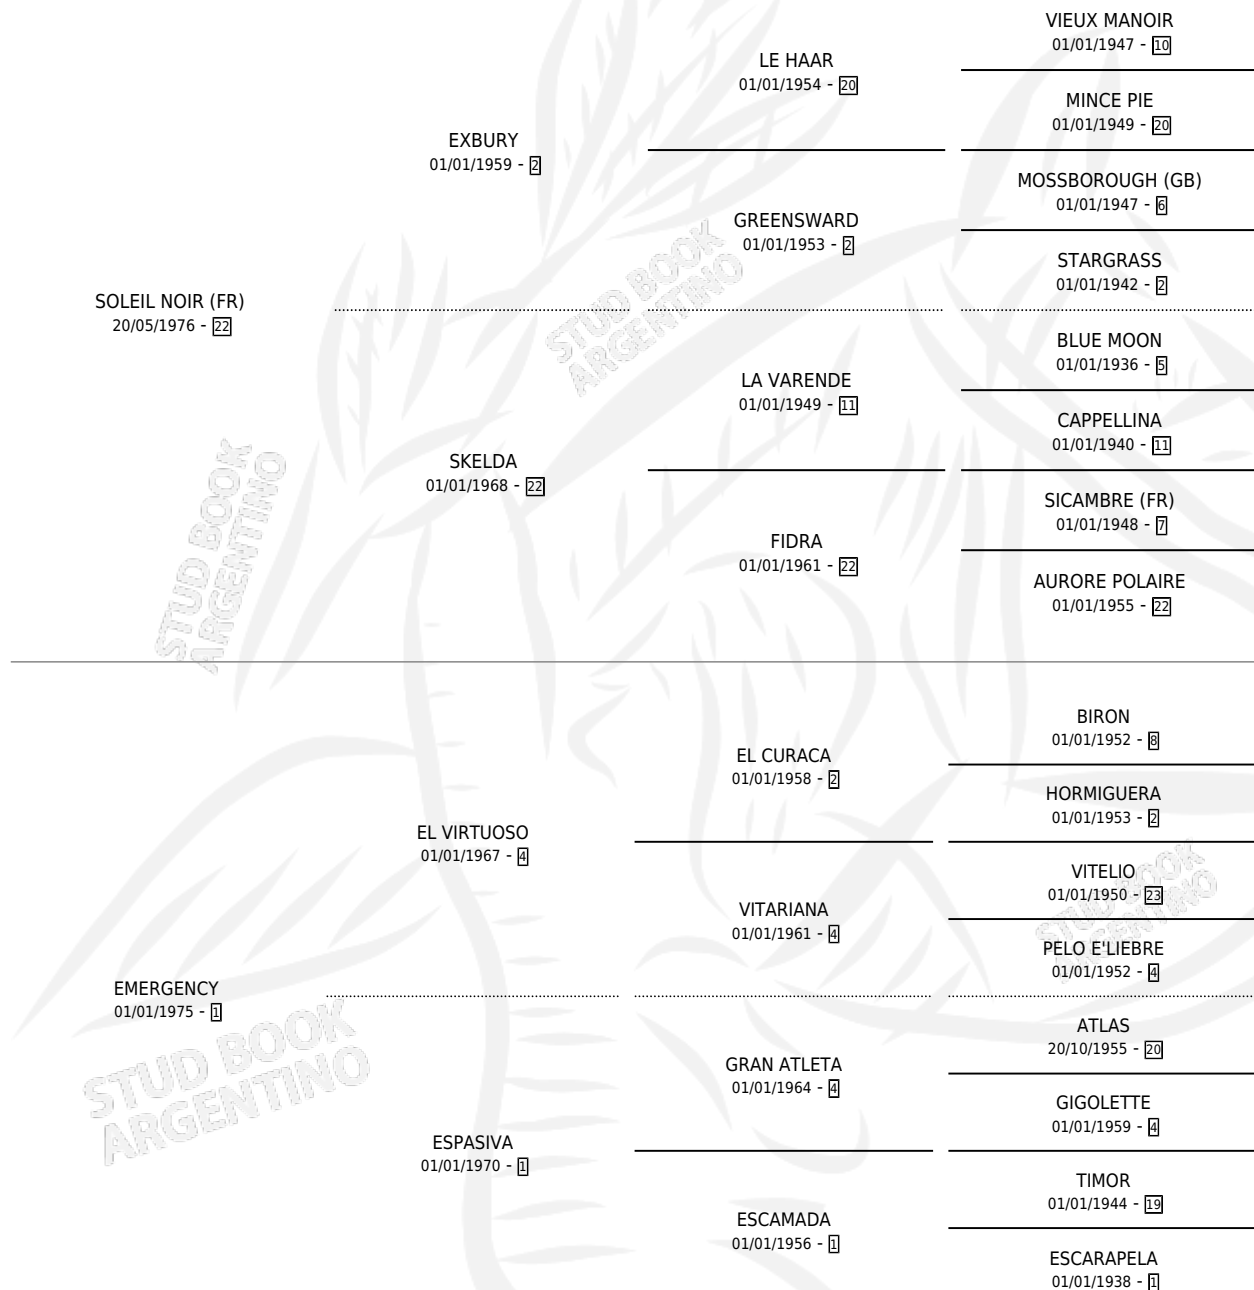 VIEUX MANOIR
01/01/1947 - 10
LE HAAR
01/01/1954 - 20
MINCE PIE
01/01/1949 - 20
EXBURY
01/01/1959 - 2
MOSSBOROUGH (GB)
01/01/1947 - 6
GREENSWARD
01/01/1953 - 2
STARGRASS
01/01/1942 - 2
SOLEIL NOIR (FR)
20/05/1976 - 22
BLUE MOON
01/01/1936 - 5
LA VARENDE
01/01/1949 - 11
CAPPELLINA
01/01/1940 - 11
SKELDA
01/01/1968 - 22
SICAMBRE (FR)
01/01/1948 - 7
FIDRA
01/01/1961 - 22
AURORE POLAIRE
01/01/1955 - 22
BIRON
01/01/1952 - 8
EL CURACA
01/01/1958 - 2
HORMIGUERA
01/01/1953 - 2
EL VIRTUOSO
01/01/1967 - 4
VITELIO
01/01/1950 - 23
VITARIANA
01/01/1961 - 4
PELO E'LIEBRE
01/01/1952 - 4
EMERGENCY
01/01/1975 - 1
ATLAS
20/10/1955 - 20
GRAN ATLETA
01/01/1964 - 4
GIGOLETTE
01/01/1959 - 4
ESPASIVA
01/01/1970 - 1
TIMOR
01/01/1944 - 19
ESCAMADA
01/01/1956 - 1
ESCARAPELA
01/01/1938 - 1
STUD BOOK
ARGENTINO
STUD BOOK
ARGENTINO
STUD BOOK
ARGENTINO
STUD BOOK
ARGENTINO